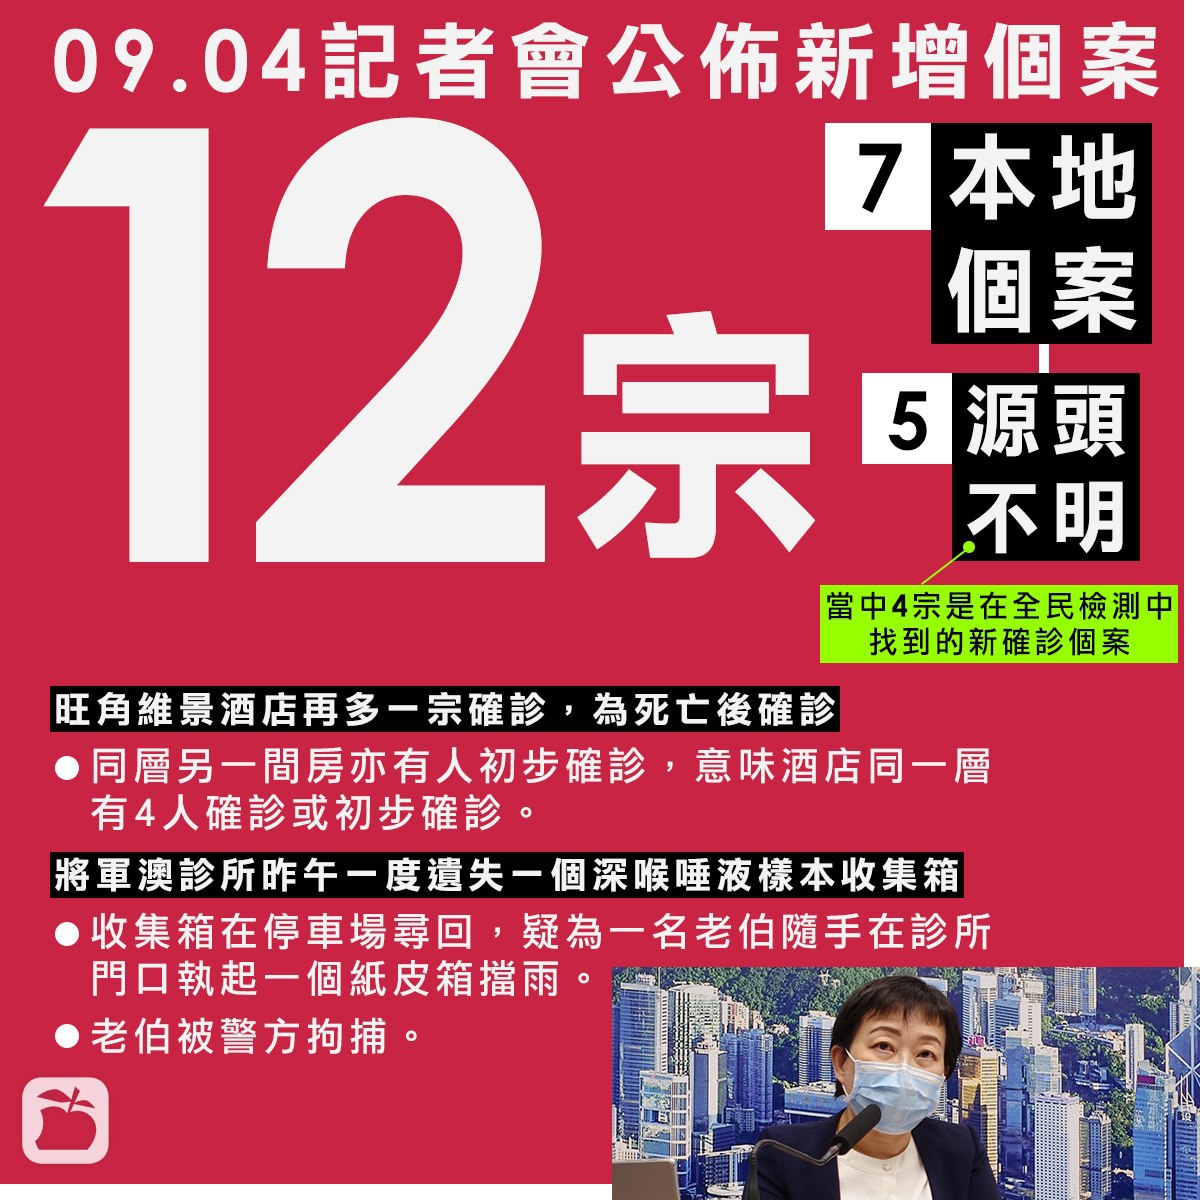 09.04記者會公佈新增個案
12宗
7 本地
個案
5 源頭
不明
當中4宗是在全民檢測中
找到的新確診個案
旺角維景酒店再多一宗確診，為死亡後確診
● 同層另一間房亦有人初步確診，意味酒店同一層
有4人確診或初步確診。
將軍澳診所昨午一度遺失一個深喉唾液樣本收集箱
● 收集箱在停車場尋回，疑為一名老伯隨手在診所
門口執起一個紙皮箱擋雨。
● 老伯被警方拘捕。